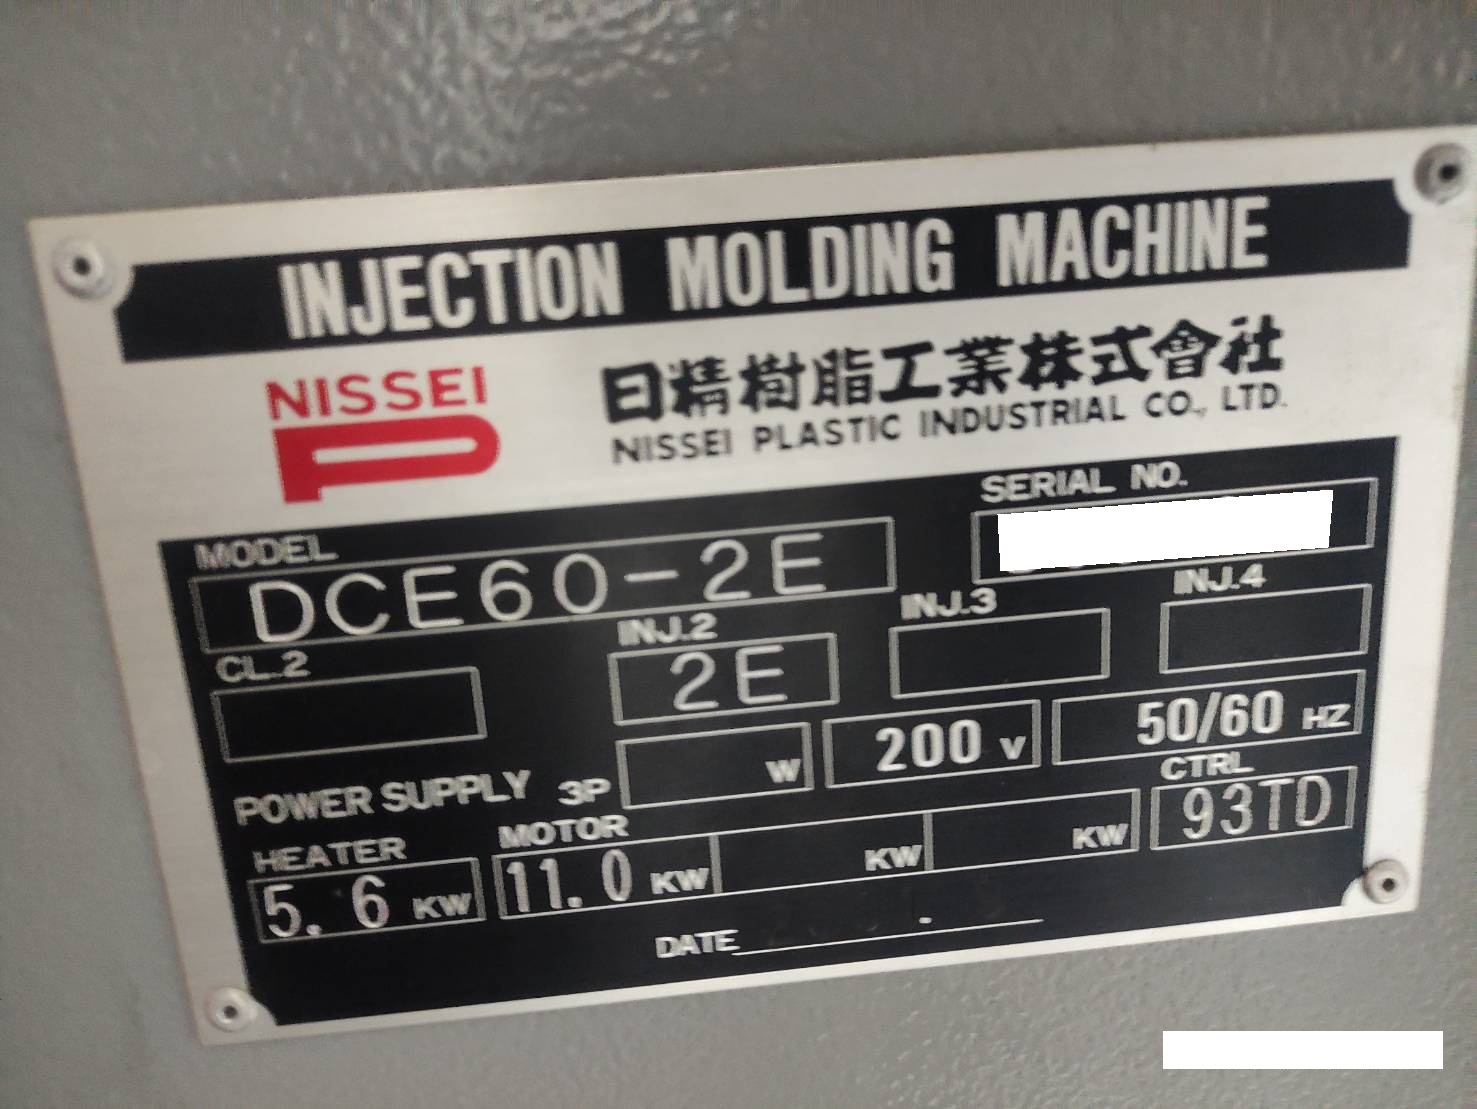 INJECTION MOLDING MACHINE
NISSEI
日精樹脂工業株式會社
NISSEI PLASTIC INDUSTRIAL CO., LTD.
SERIAL NO.
MODEL
DCE60-2E
INJ.2
INJ.3
INJ.4
CL.2
2E
POWER SUPPLY 3P W 200 V 50/60 HZ
HEATER
MOTOR
CTRL
5.6 KW
11.0 KW
KW
KW
93TD
DATE .